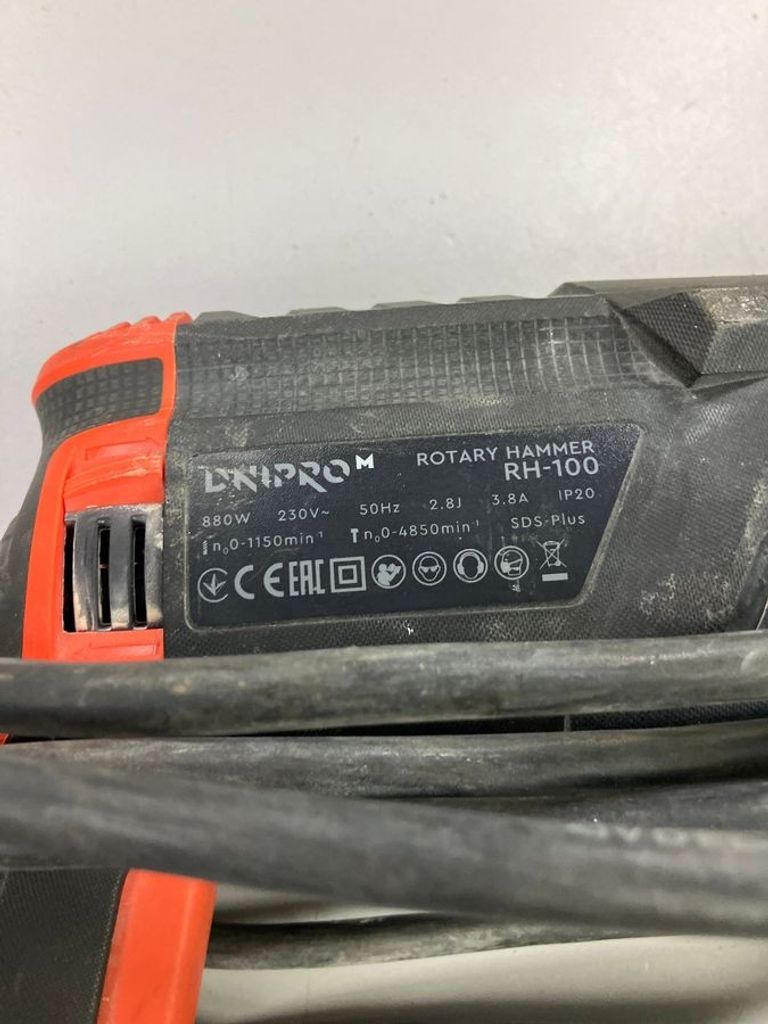 DNIPRO M
ROTARY HAMMER
RH-100
880W 230V~ 50Hz 2.8J 3.8A IP20
n₀0-1150min⁻¹ n₀0-4850min⁻¹ SDS-Plus
CE EAC